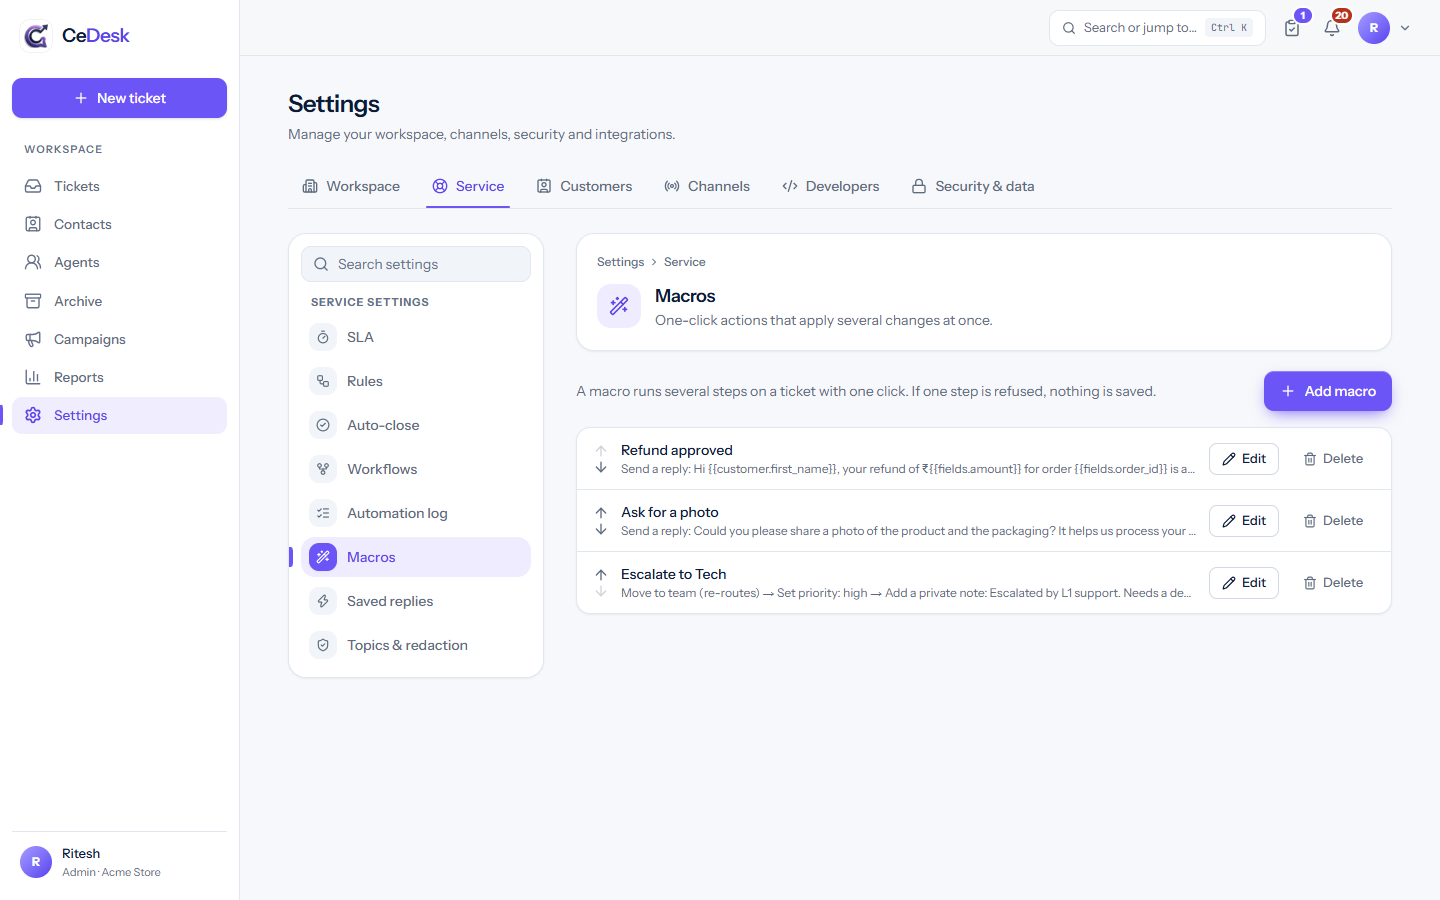 CeDesk
Search or jump to... Ctrl K
1
20
R
New ticket
WORKSPACE
Tickets
Contacts
Agents
Archive
Campaigns
Reports
Settings
Settings
Manage your workspace, channels, security and integrations.
Workspace
Service
Customers
Channels
Developers
Security & data
Search settings
SERVICE SETTINGS
SLA
Rules
Auto-close
Workflows
Automation log
Macros
Saved replies
Topics & redaction
Settings > Service
Macros
One-click actions that apply several changes at once.
A macro runs several steps on a ticket with one click. If one step is refused, nothing is saved.
Add macro
Refund approved
Send a reply: Hi {{customer.first_name}}, your refund of ₹{{fields.amount}} for order {{fields.order_id}} is a...
Edit
Delete
Ask for a photo
Send a reply: Could you please share a photo of the product and the packaging? It helps us process your ...
Edit
Delete
Escalate to Tech
Move to team (re-routes) → Set priority: high → Add a private note: Escalated by L1 support. Needs a de...
Edit
Delete
R
Ritesh
Admin · Acme Store